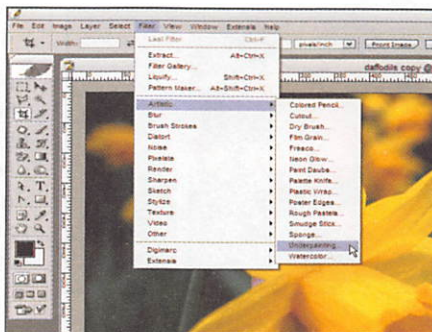 File Edit Image Layer Select Filter View Window Extensis Help
Width: pixels/inch Front Image
Last Filter Ctrl+F
daffodils copy @
Extract... Alt+Ctrl+X
Filter Gallery...
Liquify... Shift+Ctrl+X
Pattern Maker... Alt+Shift+Ctrl+X
Artistic
Blur
Brush Strokes
Distort
Noise
Pixelate
Render
Sharpen
Sketch
Stylize
Texture
Video
Other
Digimarc
Extensis
Colored Pencil...
Cutout...
Dry Brush...
Film Grain...
Fresco...
Neon Glow...
Paint Daubs...
Palette Knife...
Plastic Wrap...
Poster Edges...
Rough Pastels...
Smudge Stick...
Sponge...
Underpainting...
Watercolor...